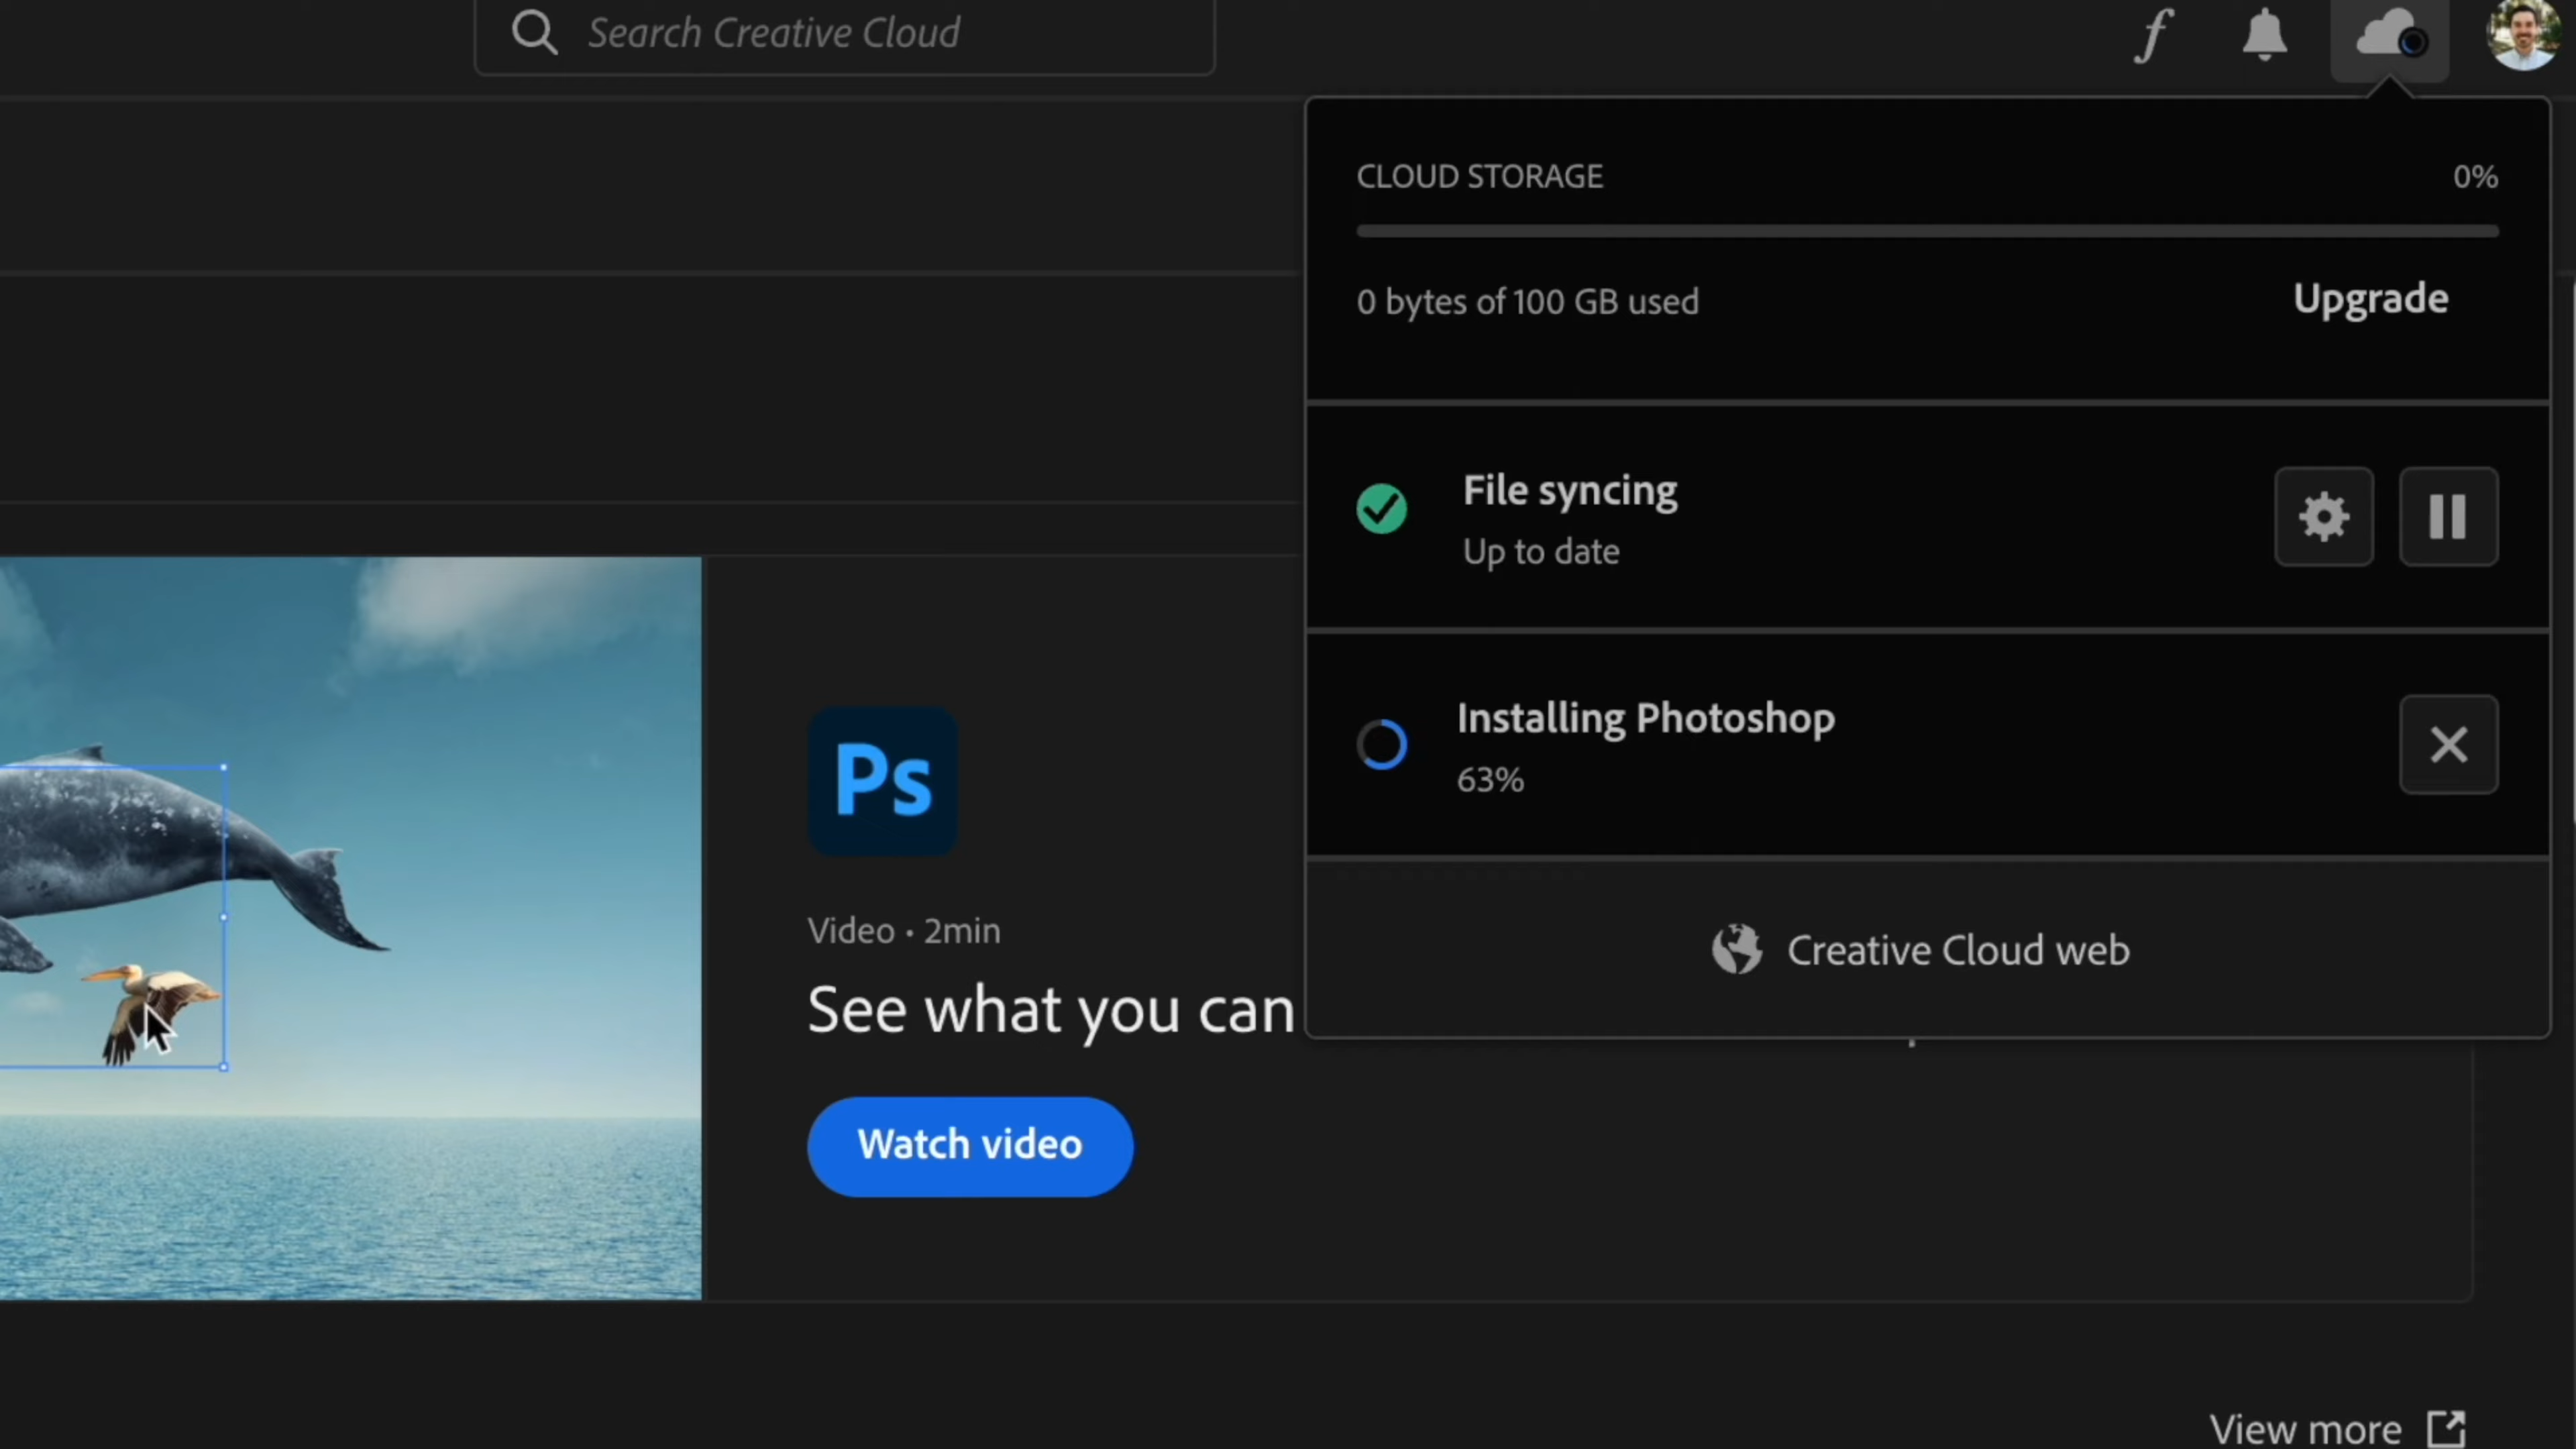 Search Creative Cloud
f
CLOUD STORAGE
0%
0 bytes of 100 GB used
Upgrade
File syncing
Up to date
Installing Photoshop
63%
Creative Cloud web
Ps
Video • 2min
See what you can
Watch video
View more